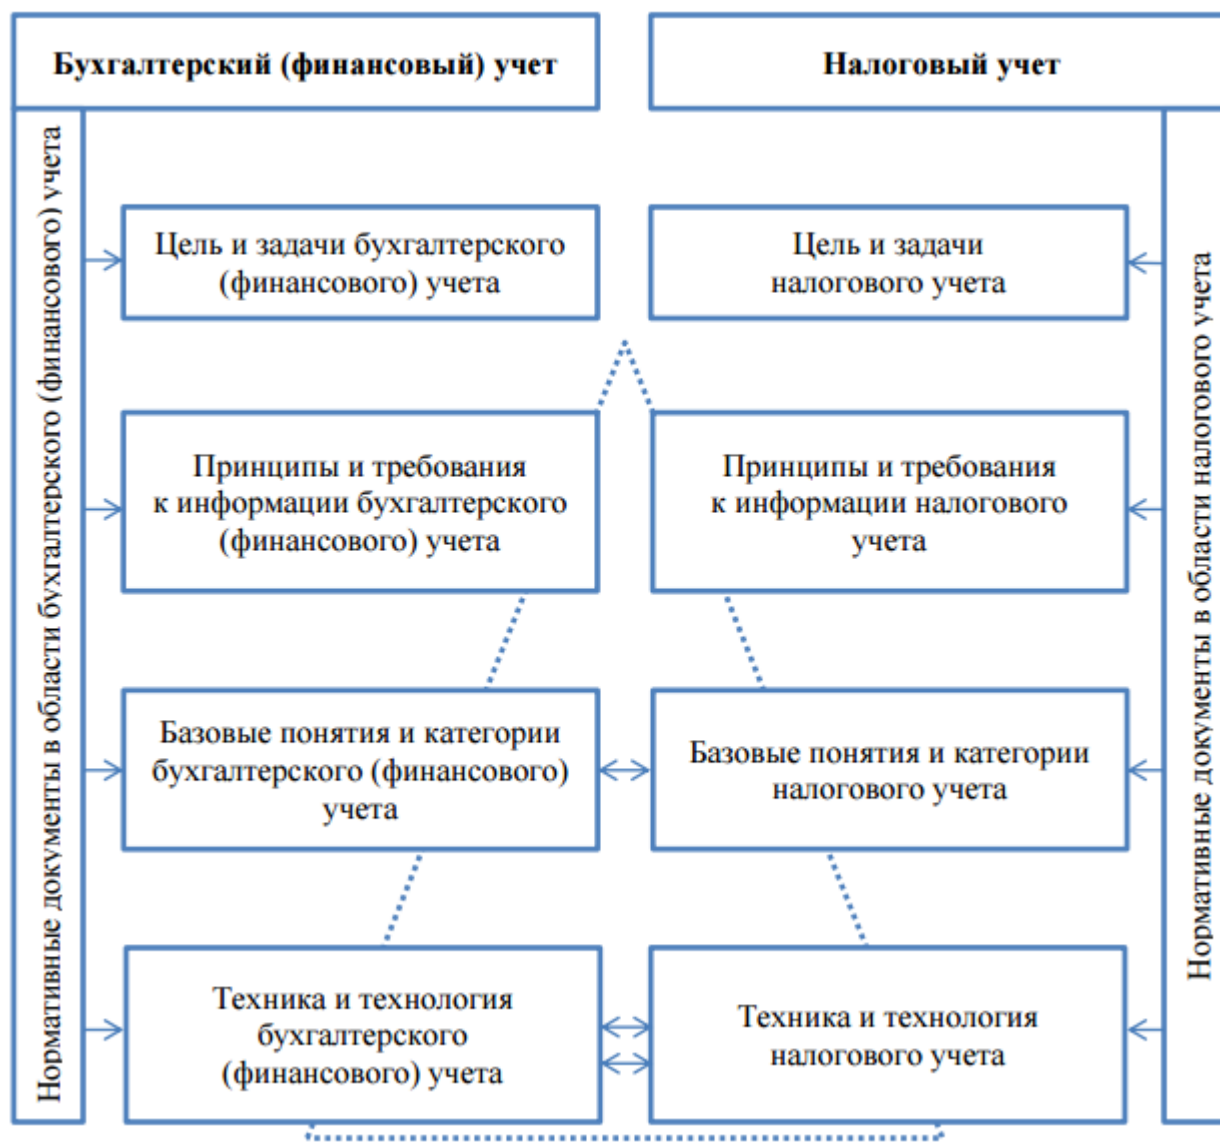 Бухгалтерский (финансовый) учет
Налоговый учет
Нормативные документы в области бухгалтерского (финансового) учета
Цель и задачи бухгалтерского
(финансового) учета
Цель и задачи
налогового учета
Принципы и требования
к информации бухгалтерского
(финансового) учета
Принципы и требования
к информации налогового
учета
Базовые понятия и категории
бухгалтерского (финансового)
учета
Базовые понятия и категории
налогового учета
Техника и технология
бухгалтерского
(финансового) учета
Техника и технология
налогового учета
Нормативные документы в области налогового учета